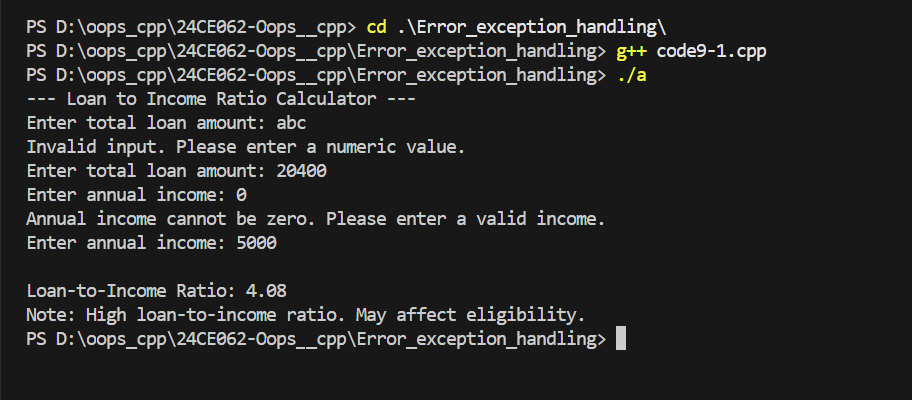 PS D:\oops_cpp\24CE062-Oops__cpp> cd .\Error_exception_handling\
PS D:\oops_cpp\24CE062-Oops__cpp\Error_exception_handling> g++ code9-1.cpp
PS D:\oops_cpp\24CE062-Oops__cpp\Error_exception_handling> ./a
--- Loan to Income Ratio Calculator ---
Enter total loan amount: abc
Invalid input. Please enter a numeric value.
Enter total loan amount: 20400
Enter annual income: 0
Annual income cannot be zero. Please enter a valid income.
Enter annual income: 5000
Loan-to-Income Ratio: 4.08
Note: High loan-to-income ratio. May affect eligibility.
PS D:\oops_cpp\24CE062-Oops__cpp\Error_exception_handling>